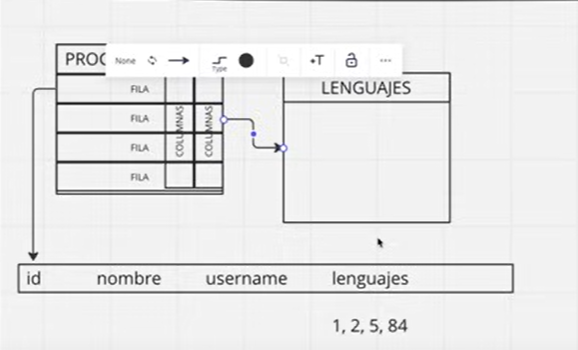 PROG
None
Type
T
LENGUAJES
FILA
FILA
FILA
FILA
COLUMNAS
COLUMNAS
id nombre username lenguajes
1, 2, 5, 84